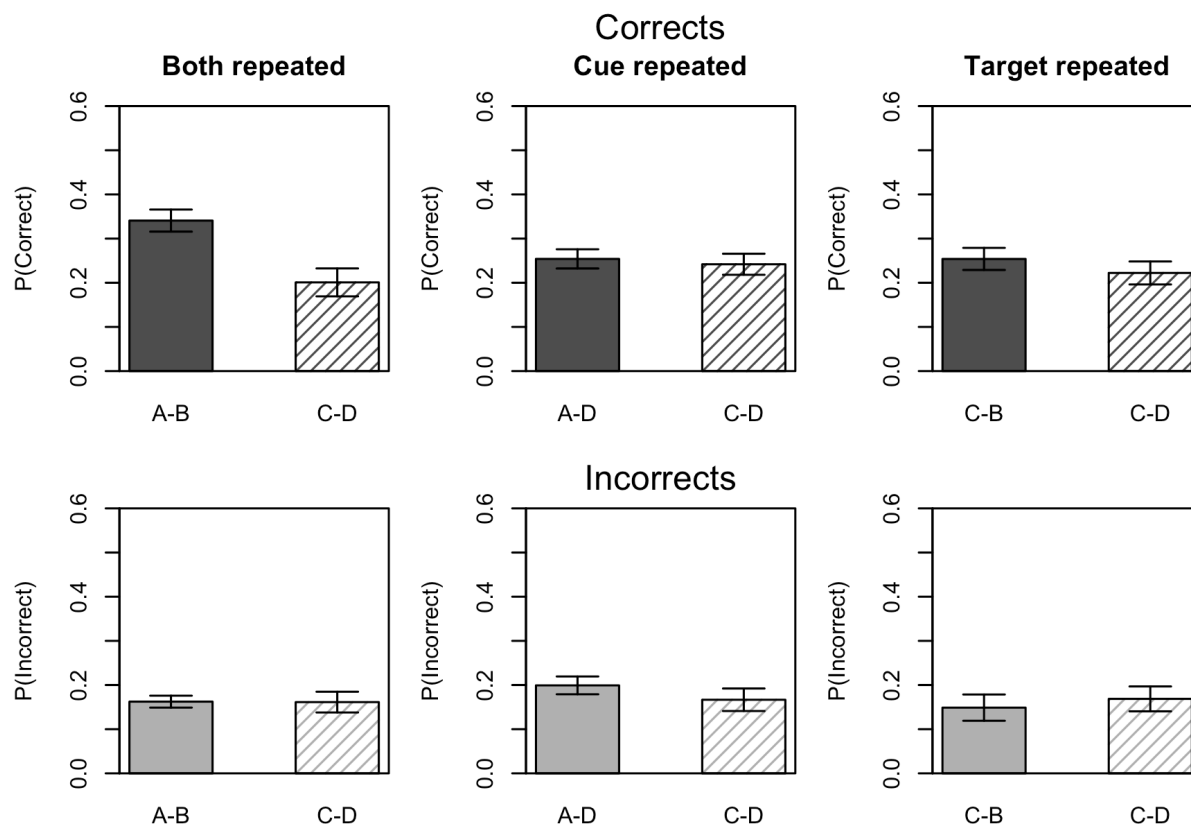 Corrects
Both repeated
Cue repeated
Target repeated
P(Correct)
0.0 0.2 0.4 0.6
A-B C-D
P(Correct)
0.0 0.2 0.4 0.6
A-D C-D
P(Correct)
0.0 0.2 0.4 0.6
C-B C-D
Incorrects
P(Incorrect)
0.0 0.2 0.4 0.6
A-B C-D
P(Incorrect)
0.0 0.2 0.4 0.6
A-D C-D
P(Incorrect)
0.0 0.2 0.4 0.6
C-B C-D